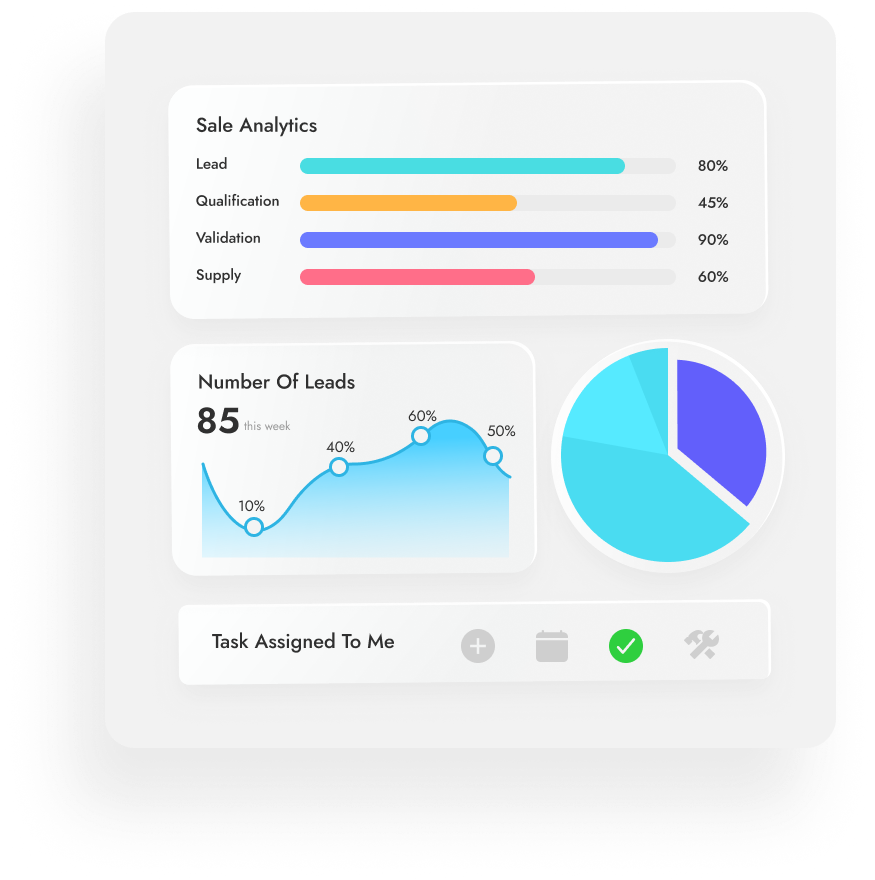 Sale Analytics
Lead 80%
Qualification 45%
Validation 90%
Supply 60%
Number Of Leads
85 this week
10%
40%
60%
50%
Task Assigned To Me